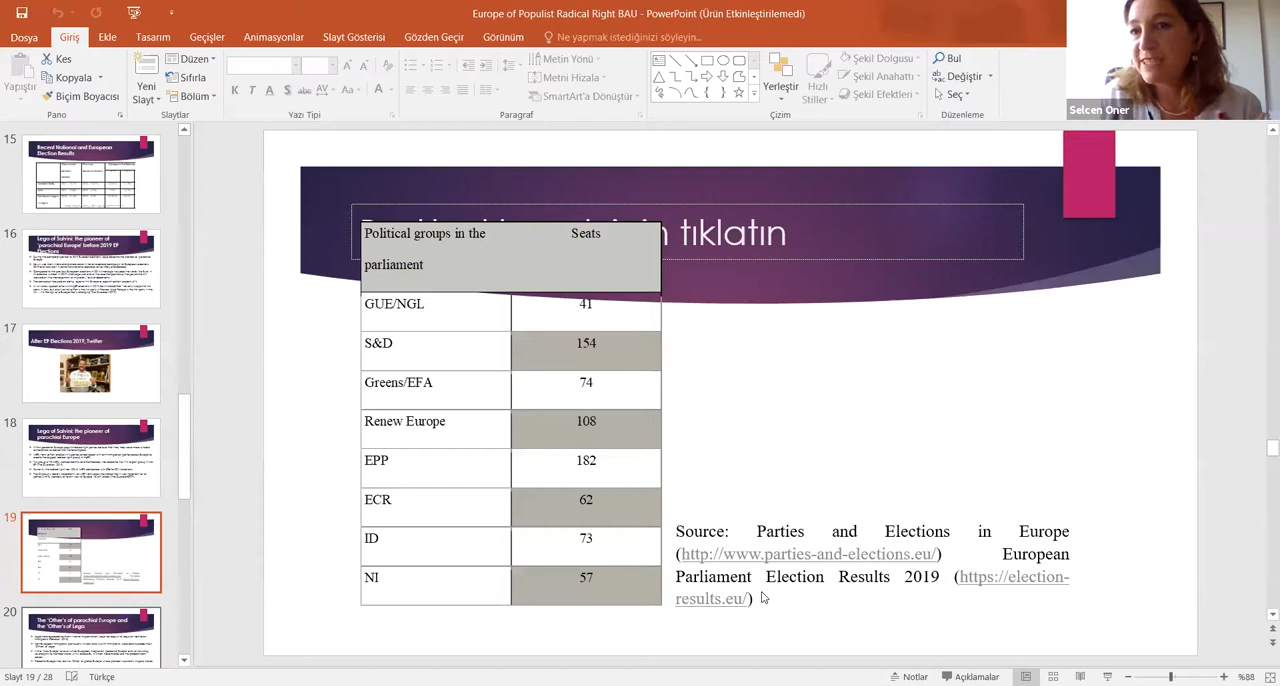 Europe of Populist Radical Right BAU - PowerPoint (Ürün Etkinleştirilemedi)
Dosya Giriş Ekle Tasarım Geçişler Animasyonlar Slayt Gösterisi Gözden Geçir Görünüm Ne yapmak istediğinizi söyleyin...
Yapıştır
Kes
Kopyala
Biçim Boyacısı
Pano
Yeni
Slayt
Düzen
Sıfırla
Bölüm
Slaytlar
K T A S abc AV Aa A
Yazı Tipi
Metin Yönü
Metni Hizala
SmartArt'a Dönüştür
Paragraf
Yerleştir
Hızlı
Stiller
Şekil Dolgusu
Şekil Anahattı
Şekil Efektleri
Çizim
Bul
Değiştir
Seç
Düzenleme
Selcen Oner
15
Recent National and European
Election Results
16
Lega of Salvini: The pioneer of
'parochial Europe' before 2019 EP
Elections
17
After EP Elections 2019, Twitter
18
Lega of Salvini: The pioneer of
parochial Europe
19
20
The 'Other's of parochial Europe and the
'Others of Lega
tıklatın
Political groups in the
parliament
Seats
GUE/NGL 41
S&D 154
Greens/EFA 74
Renew Europe 108
EPP 182
ECR 62
ID 73
NI 57
Source: Parties and Elections in Europe
(http://www.parties-and-elections.eu/) European
Parliament Election Results 2019 (https://election-
results.eu/)
Slayt 19 / 28 Türkçe Notlar Açıklamalar %88